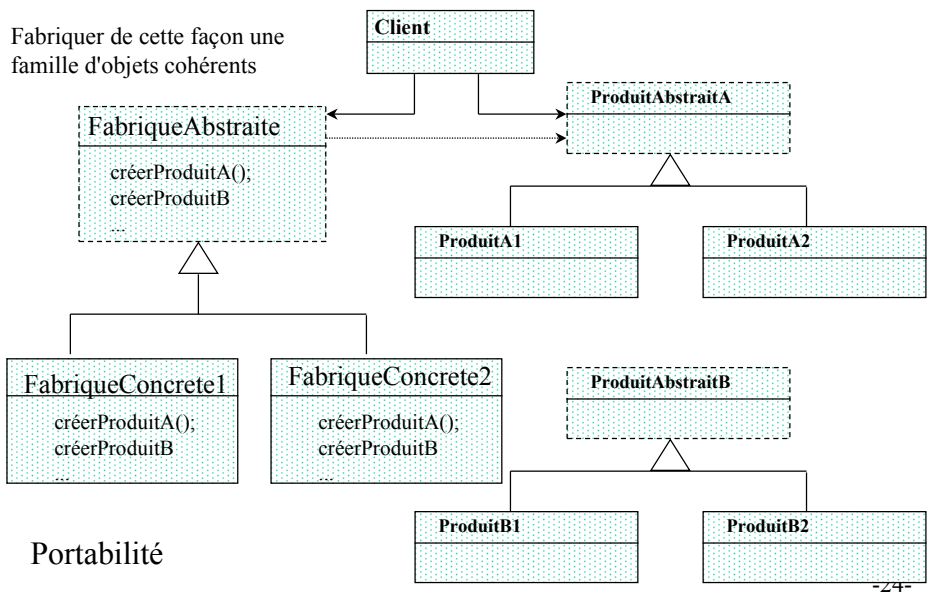 Fabriquer de cette façon une
famille d'objets cohérents
Client
FabriqueAbstraite
créerProduitA();
créerProduitB
...
ProduitAbstraitA
ProduitA1
ProduitA2
FabriqueConcrete1
créerProduitA();
créerProduitB
...
FabriqueConcrete2
créerProduitA();
créerProduitB
...
ProduitAbstraitB
ProduitB1
ProduitB2
Portabilité
-24-